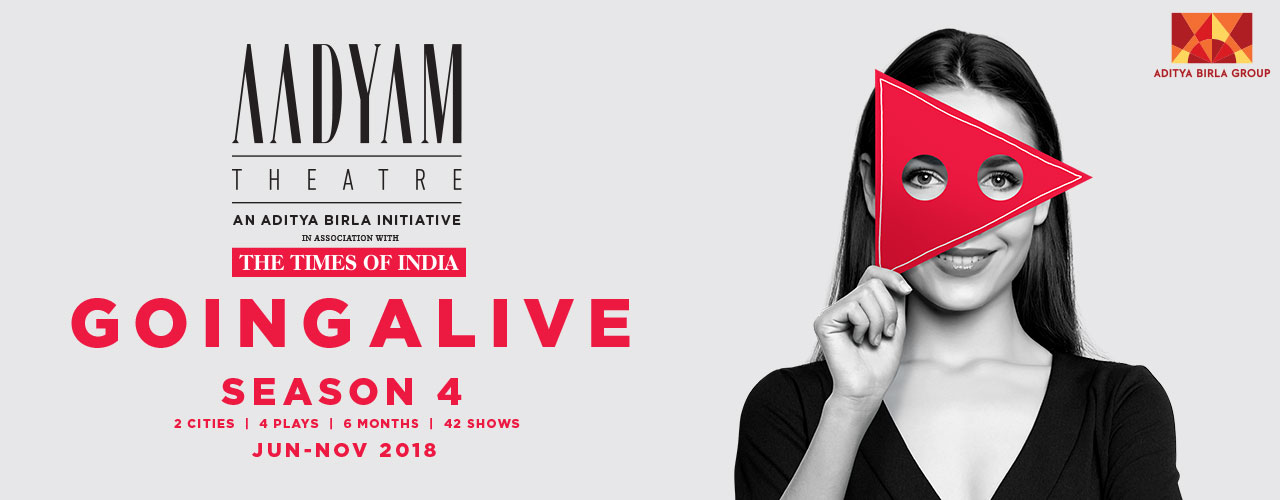 AADYAM
THEATRE
AN ADITYA BIRLA INITIATIVE
IN ASSOCIATION WITH
THE TIMES OF INDIA
GOINGALIVE
SEASON 4
2 CITIES | 4 PLAYS | 6 MONTHS | 42 SHOWS
JUN-NOV 2018
ADITYA BIRLA GROUP